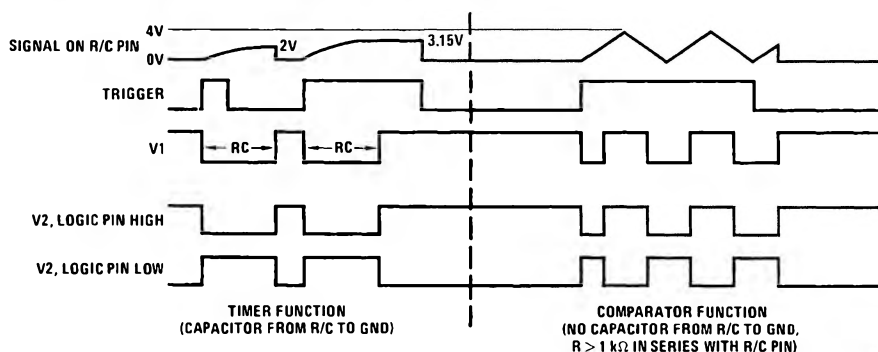 4V
SIGNAL ON R/C PIN
2V
3.15V
0V
TRIGGER
V1
RC
RC
V2, LOGIC PIN HIGH
V2, LOGIC PIN LOW
TIMER FUNCTION
(CAPACITOR FROM R/C TO GND)
COMPARATOR FUNCTION
(NO CAPACITOR FROM R/C TO GND,
R > 1 kΩ IN SERIES WITH R/C PIN)